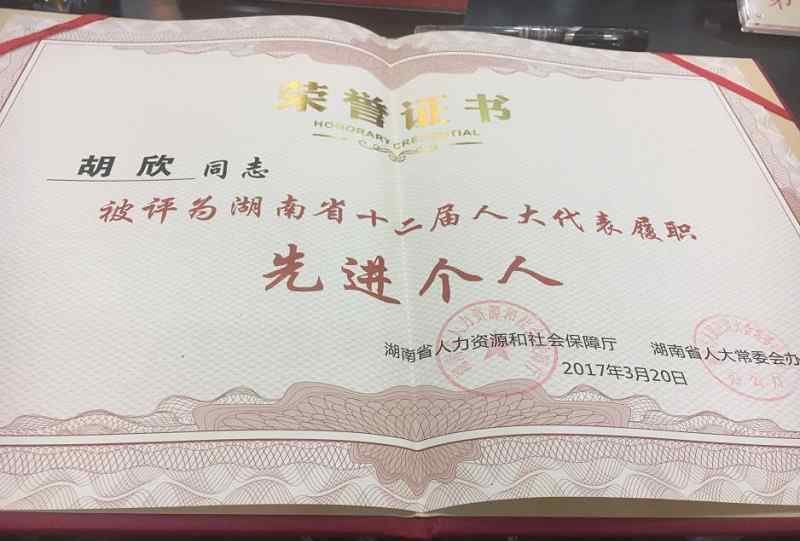 荣誉证书
HONORARY CREDENTIAL
胡欣 同志
被评为湖南省十二届人大代表履职
先进个人
湖南省人力资源和社会保障厅 湖南省人大常委会办
2017年3月20日